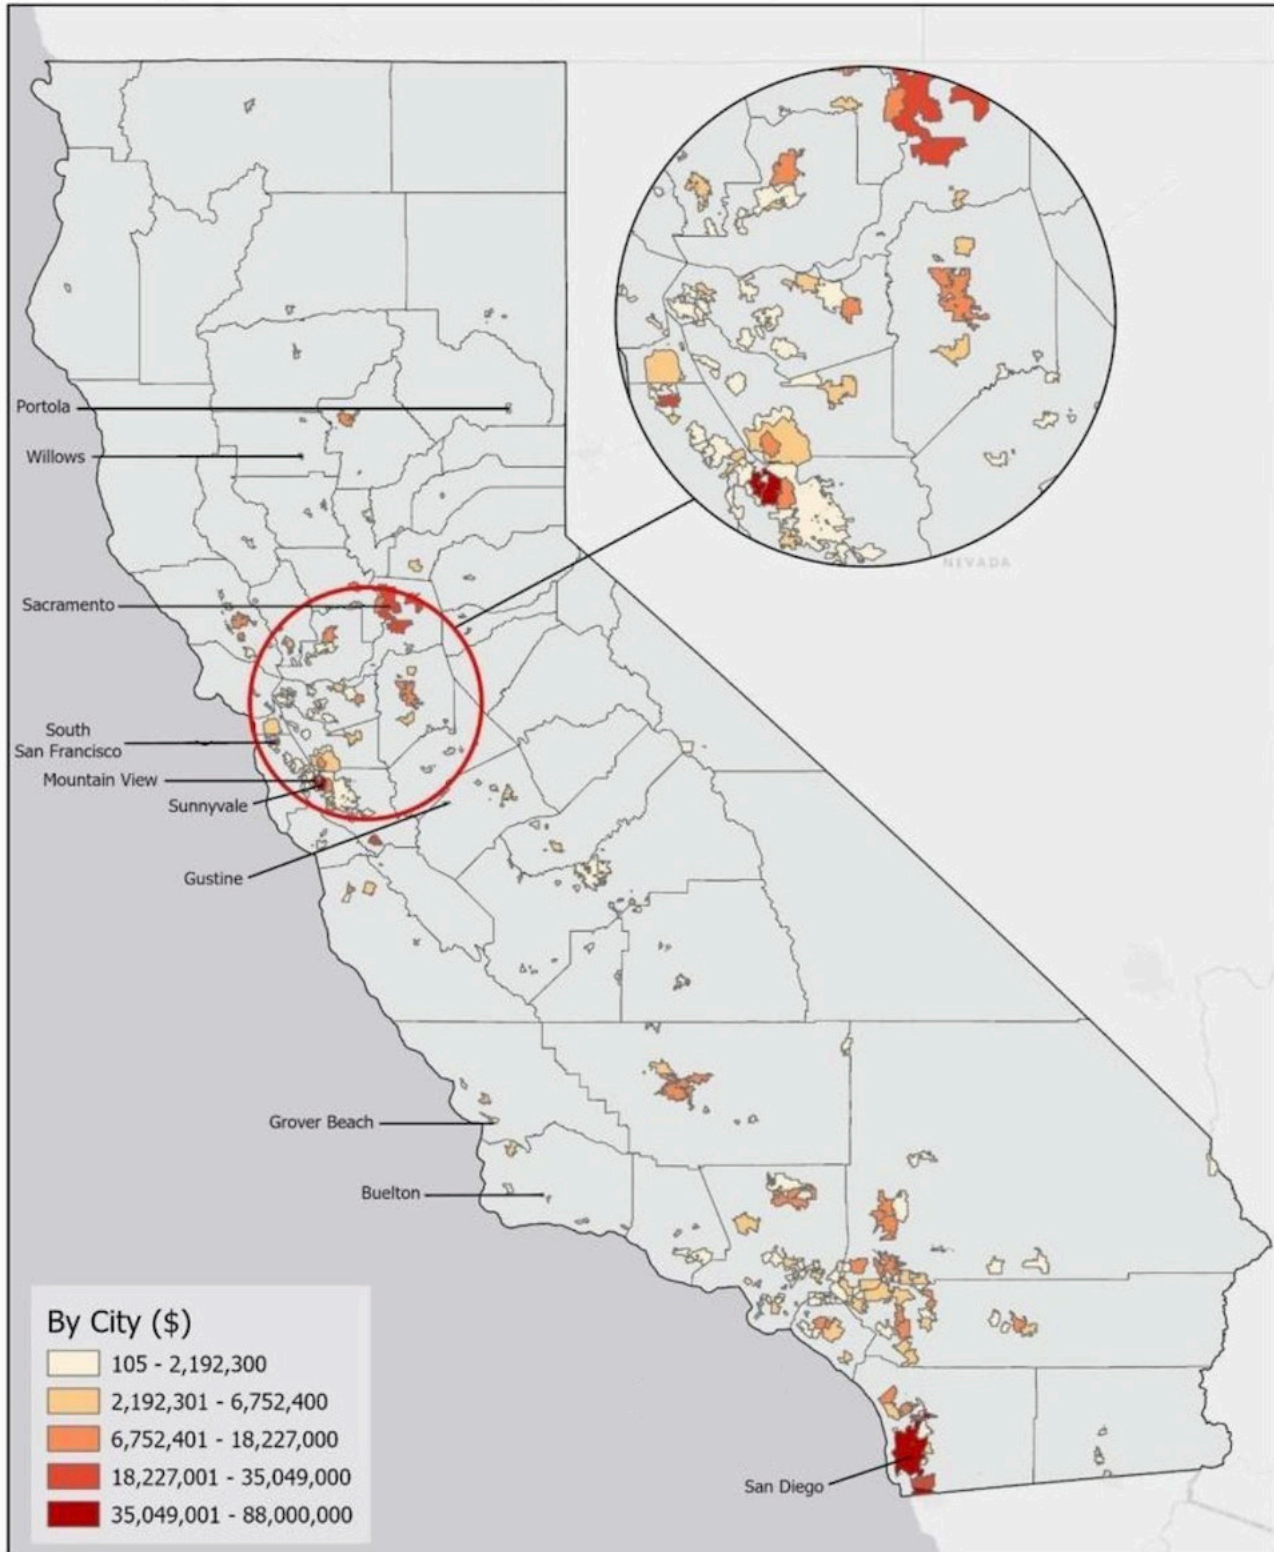 NEVADA
Portola
Willows
Sacramento
South
San Francisco
Mountain View
Sunnyvale
Gustine
Grover Beach
Buelton
San Diego
By City ($)
105 - 2,192,300
2,192,301 - 6,752,400
6,752,401 - 18,227,000
18,227,001 - 35,049,000
35,049,001 - 88,000,000